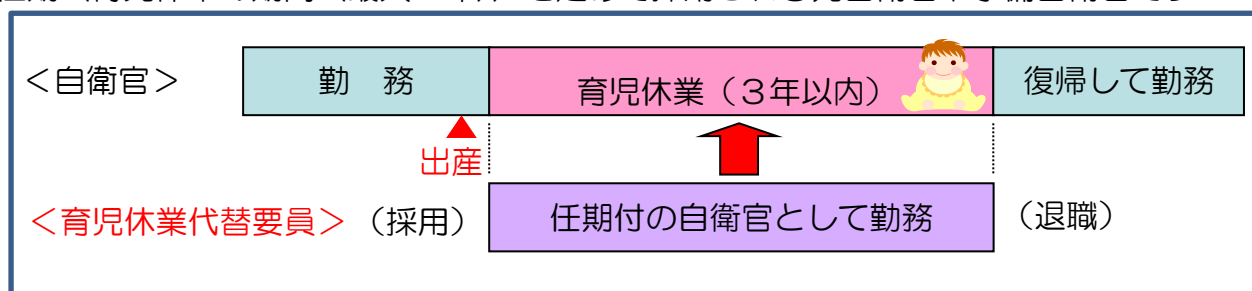 ＜自衛官＞
勤　務
育児休業（３年以内）
復帰して勤務
出産
＜育児休業代替要員＞
（採用）
任期付の自衛官として勤務
（退職）